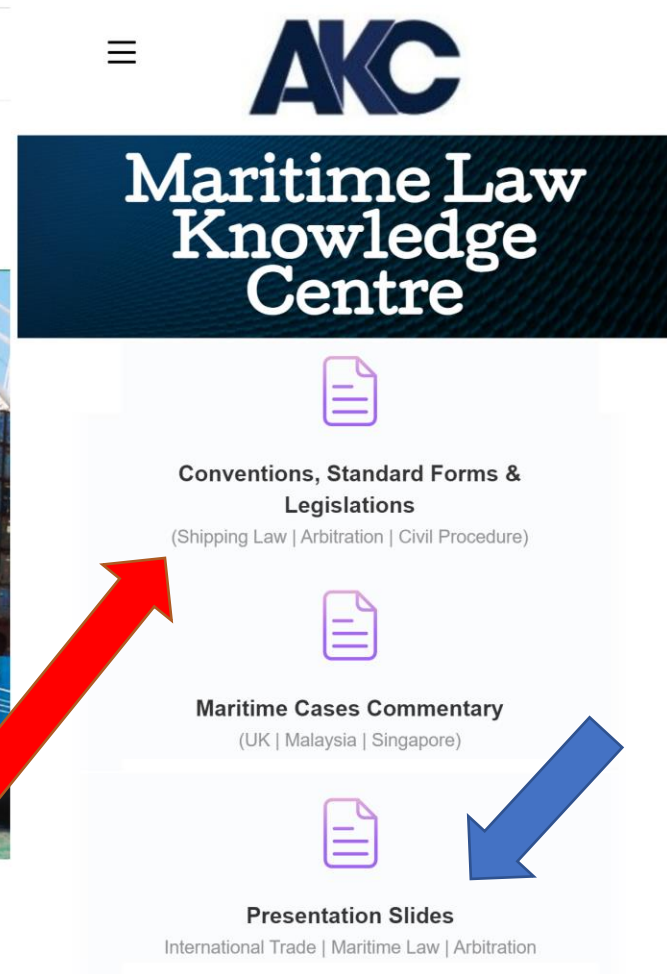 AKC
Maritime Law
Knowledge
Centre
Conventions, Standard Forms &
Legislations
(Shipping Law | Arbitration | Civil Procedure)
Maritime Cases Commentary
(UK | Malaysia | Singapore)
Presentation Slides
International Trade | Maritime Law | Arbitration